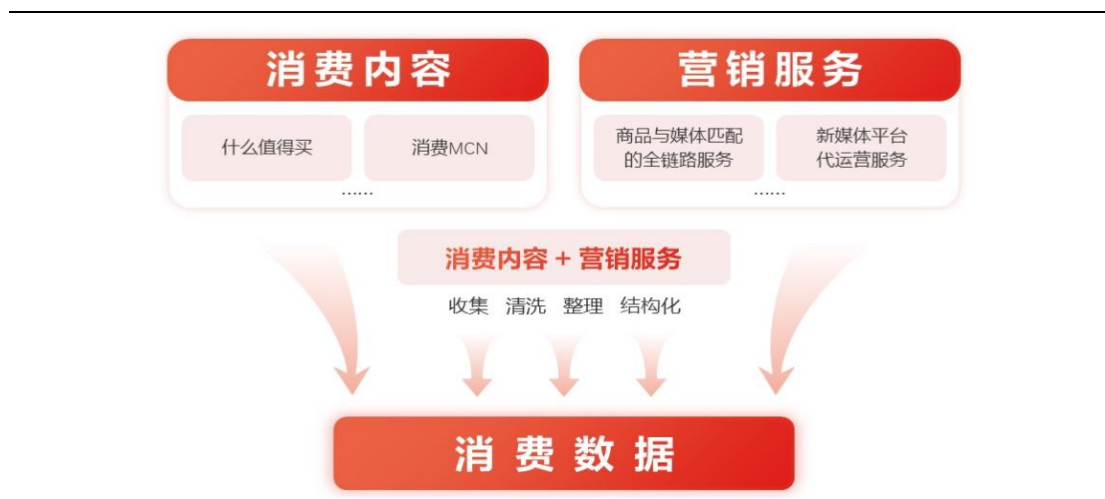 消费内容
什么值得买
消费MCN
……
营销服务
商品与媒体匹配
的全链路服务
新媒体平台
代运营服务
……
消费内容 + 营销服务
收集 清洗 整理 结构化
消费数据